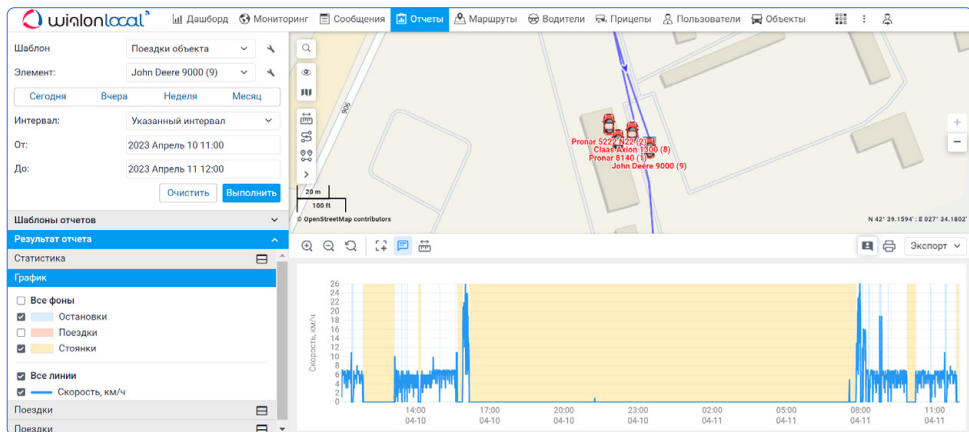 wialonlocal
Дашборд Мониторинг Сообщения Отчеты Маршруты Водители Прицепы Пользователи Объекты
Шаблон Поездки объекта
Элемент: John Deere 9000 (9)
Сегодня Вчера Неделя Месяц
Интервал: Указанный интервал
От: 2023 Апрель 10 11:00
До: 2023 Апрель 11 12:00
Очистить Выполнить
Шаблоны отчетов
Результат отчета
Статистика
График
Все фоны
Остановки
Поездки
Стоянки
Все линии
Скорость, км/ч
Поездки
Поездки
906
Pronar 5222 N22 (2)
Claas Axion 1300 (8)
Pronar 8140 (1)
John Deere 9000 (9)
20 m
100 ft
© OpenStreetMap contributors
N 42° 39.1594' : E 027° 34.1802'
Экспорт
Скорость, км/ч
26
24
22
20
18
16
14
12
10
8
6
4
2
0
14:00 17:00 20:00 23:00 02:00 05:00 08:00 11:00
04-10 04-10 04-10 04-10 04-11 04-11 04-11 04-11